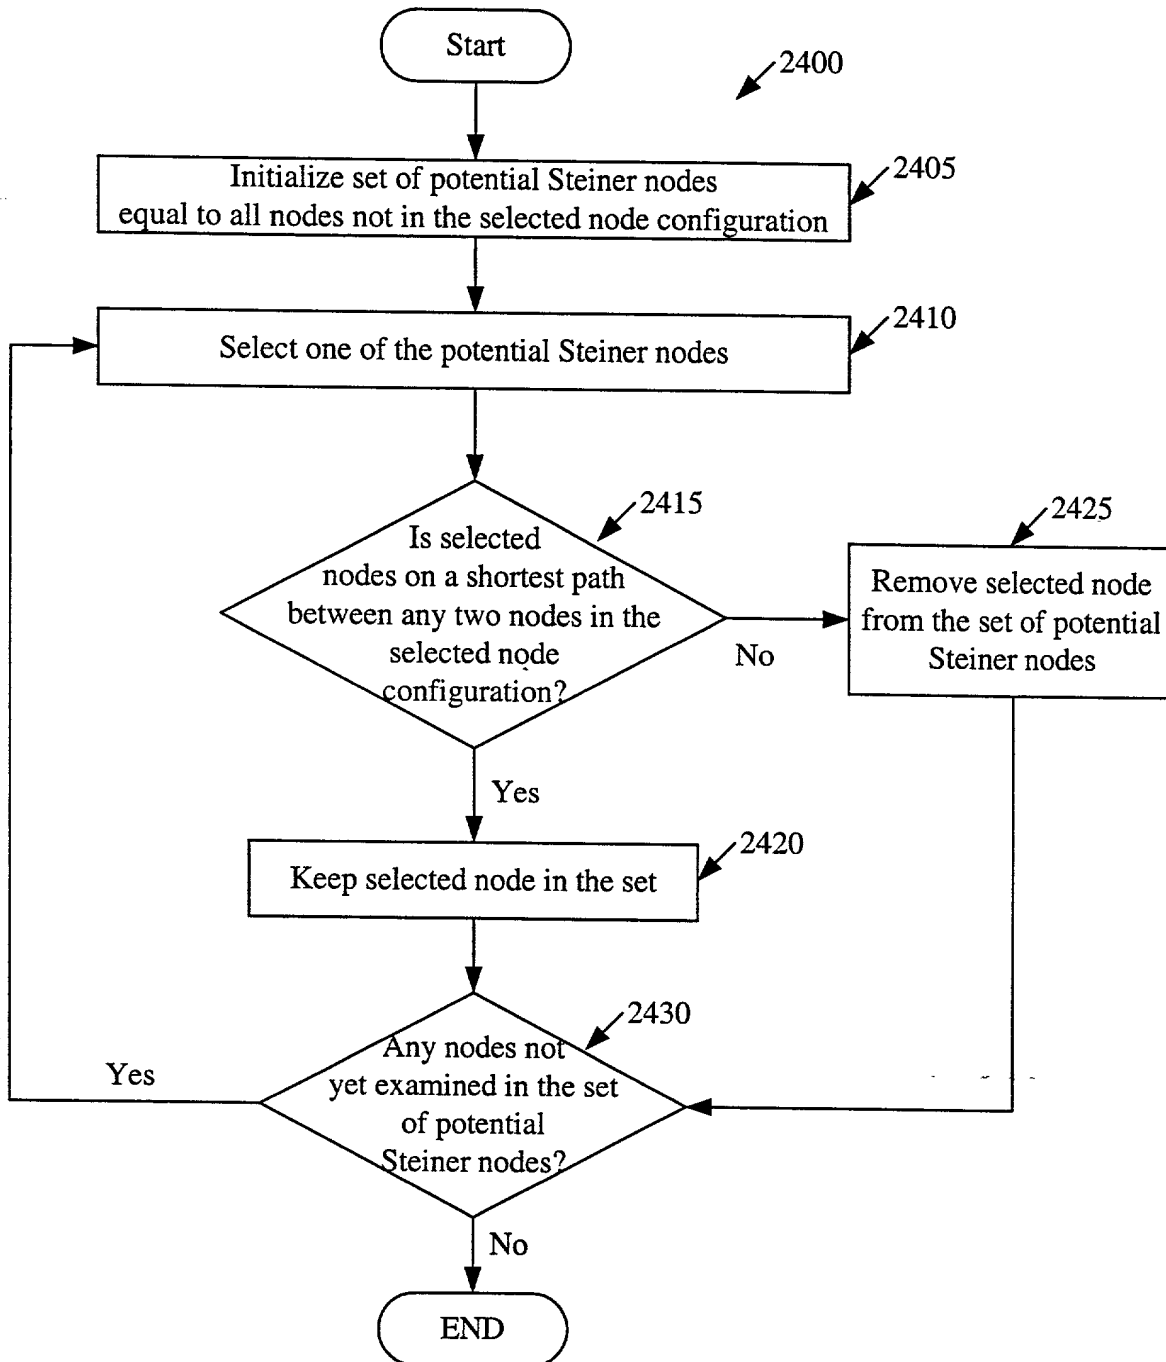 Start
2400
Initialize set of potential Steiner nodes
equal to all nodes not in the selected node configuration
2405
Select one of the potential Steiner nodes
2410
Is selected
nodes on a shortest path
between any two nodes in the
selected node
configuration?
2415
No
Remove selected node
from the set of potential
Steiner nodes
2425
Yes
Keep selected node in the set
2420
Any nodes not
yet examined in the set
of potential
Steiner nodes?
2430
Yes
No
END